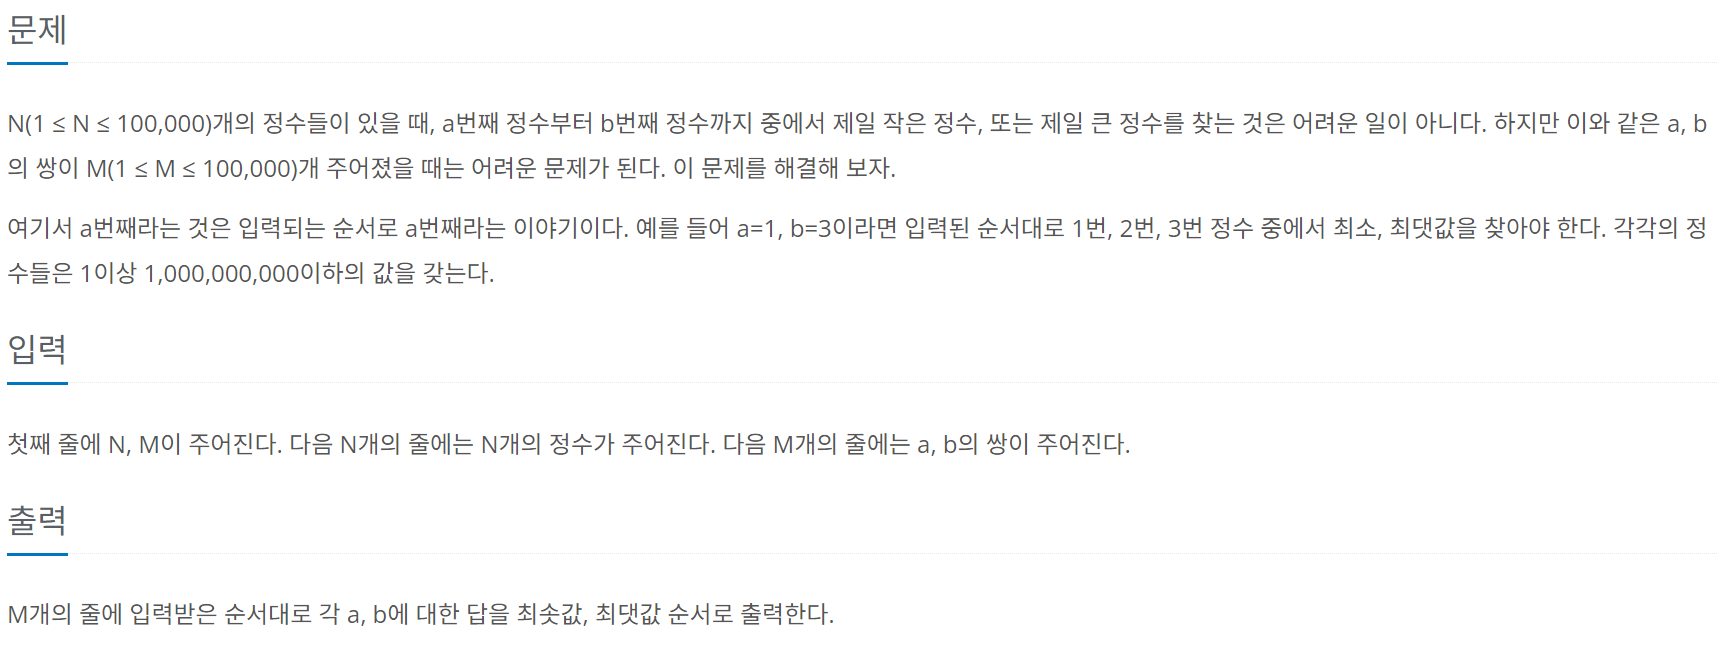 문제
N(1 ≤ N ≤ 100,000)개의 정수들이 있을 때, a번째 정수부터 b번째 정수까지 중에서 제일 작은 정수, 또는 제일 큰 정수를 찾는 것은 어려운 일이 아니다. 하지만 이와 같은 a, b
의 쌍이 M(1 ≤ M ≤ 100,000)개 주어졌을 때는 어려운 문제가 된다. 이 문제를 해결해 보자.
여기서 a번째라는 것은 입력되는 순서로 a번째라는 이야기이다. 예를 들어 a=1, b=3이라면 입력된 순서대로 1번, 2번, 3번 정수 중에서 최소, 최댓값을 찾아야 한다. 각각의 정
수들은 1이상 1,000,000,000이하의 값을 갖는다.
입력
첫째 줄에 N, M이 주어진다. 다음 N개의 줄에는 N개의 정수가 주어진다. 다음 M개의 줄에는 a, b의 쌍이 주어진다.
출력
M개의 줄에 입력받은 순서대로 각 a, b에 대한 답을 최솟값, 최댓값 순서로 출력한다.